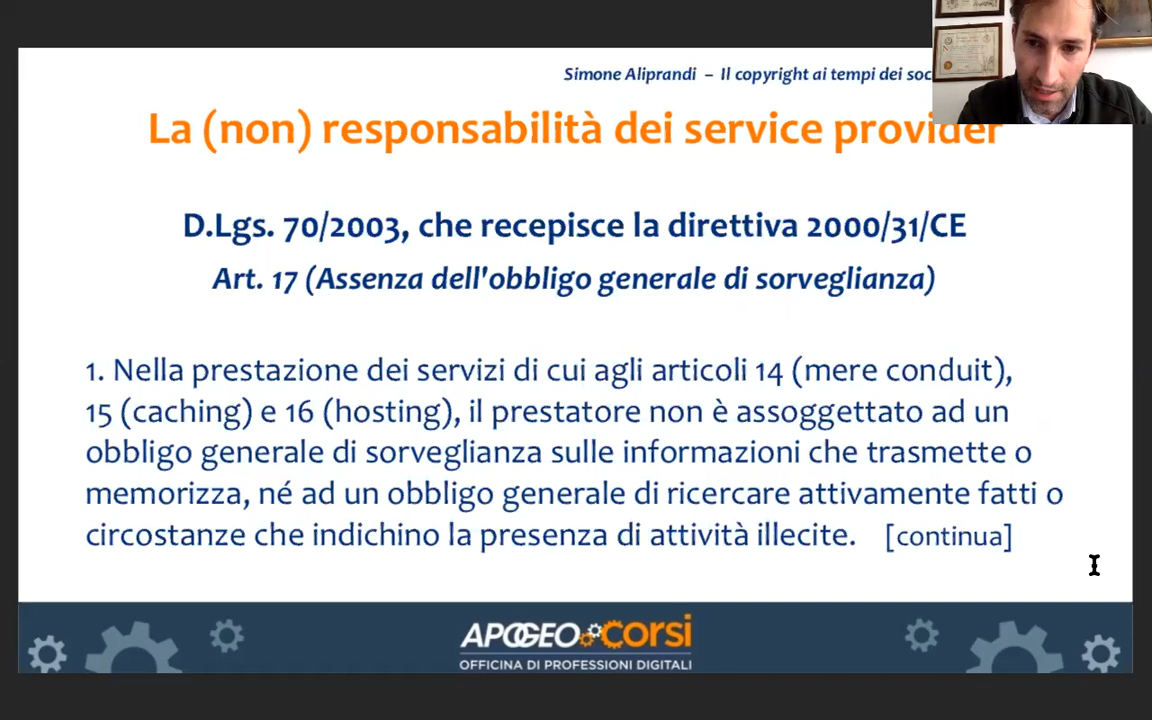 Simone Aliprandi – Il copyright ai tempi dei soc
La (non) responsabilità dei service provider
D.Lgs. 70/2003, che recepisce la direttiva 2000/31/CE
Art. 17 (Assenza dell'obbligo generale di sorveglianza)
1. Nella prestazione dei servizi di cui agli articoli 14 (mere conduit),
15 (caching) e 16 (hosting), il prestatore non è assoggettato ad un
obbligo generale di sorveglianza sulle informazioni che trasmette o
memorizza, né ad un obbligo generale di ricercare attivamente fatti o
circostanze che indichino la presenza di attività illecite. [continua]
APOGEO CORSI
OFFICINA DI PROFESSIONI DIGITALI